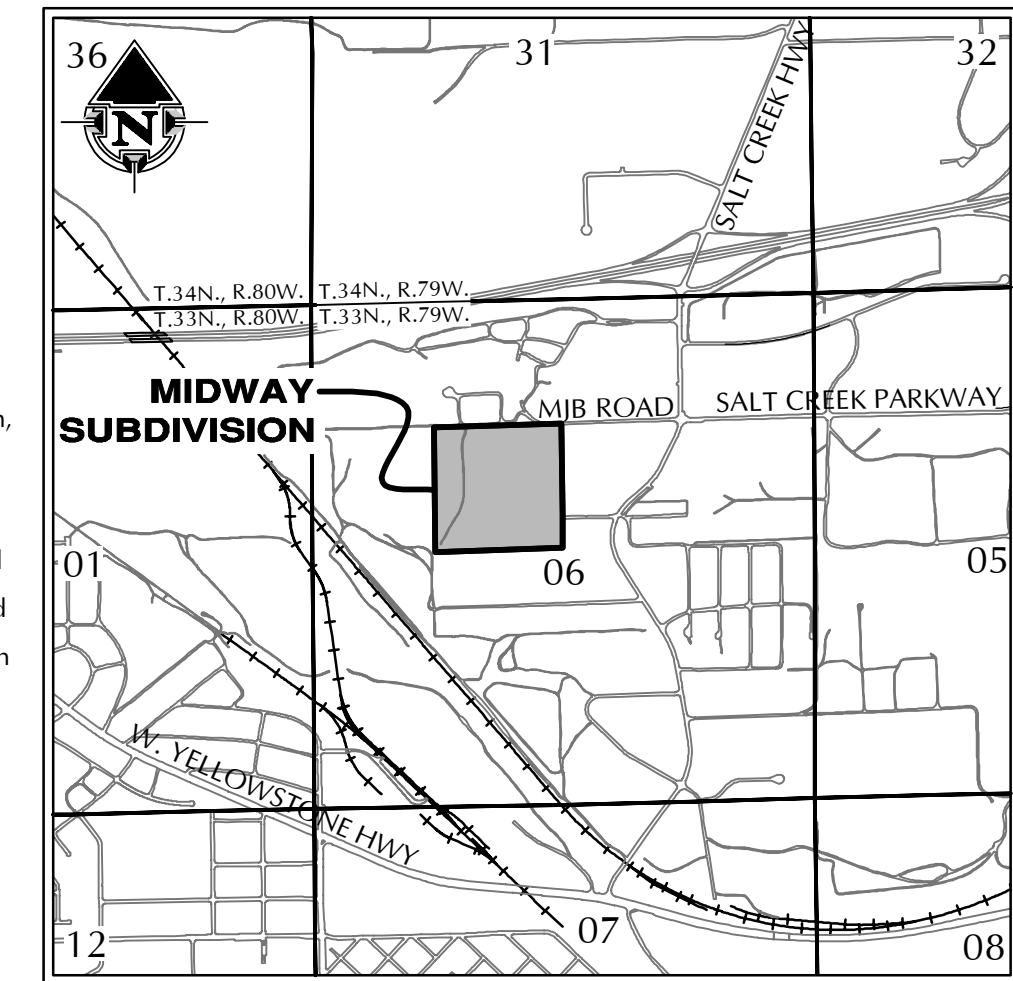 36
31
32
N
SALT CREEK HWY
T.34N., R.80W. T.34N., R.79W.
T.33N., R.80W. T.33N., R.79W.
MIDWAY
SUBDIVISION
MJB ROAD
SALT CREEK PARKWAY
n,
01
06
05
d
n
W. YELLOWSTONE HWY
12
07
08